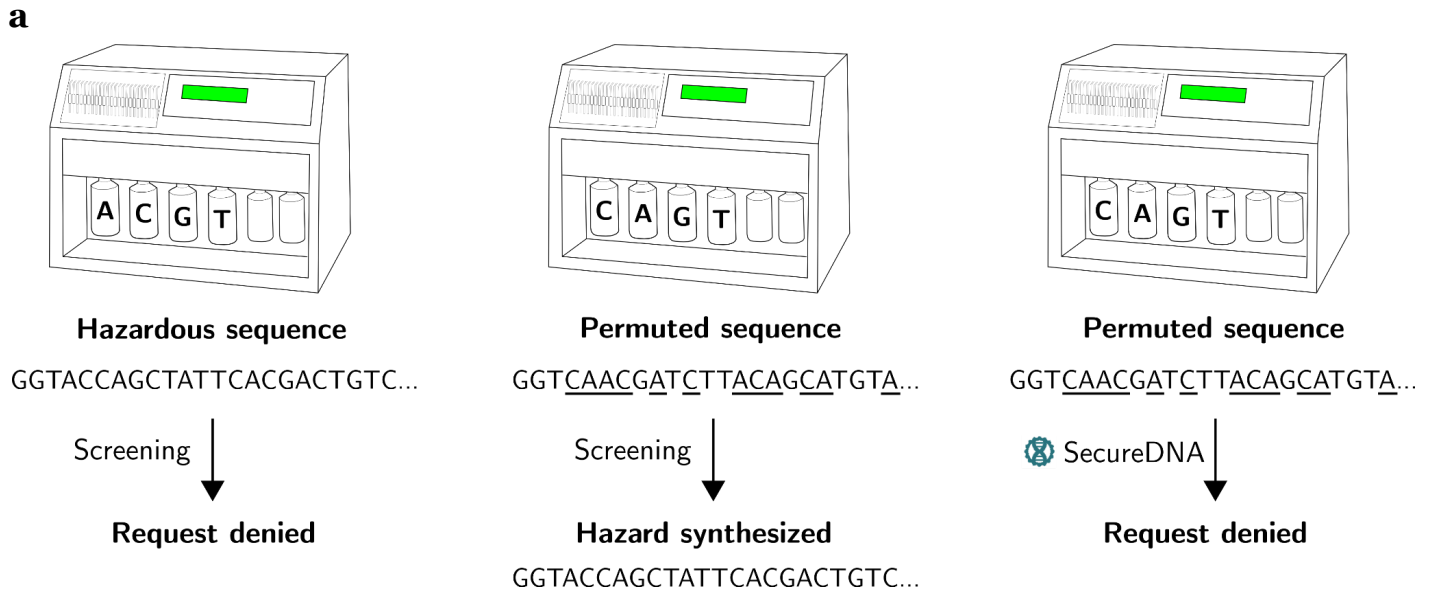 a
A C G T
C A G T
C A G T
Hazardous sequence
Permuted sequence
Permuted sequence
GGTACCAGCTATTCACGACTGTC...
GGTCAACGATCTTACAGCATGTA...
GGTCAACGATCTTACAGCATGTA...
Screening
Screening
SecureDNA
Request denied
Hazard synthesized
Request denied
GGTACCAGCTATTCACGACTGTC...